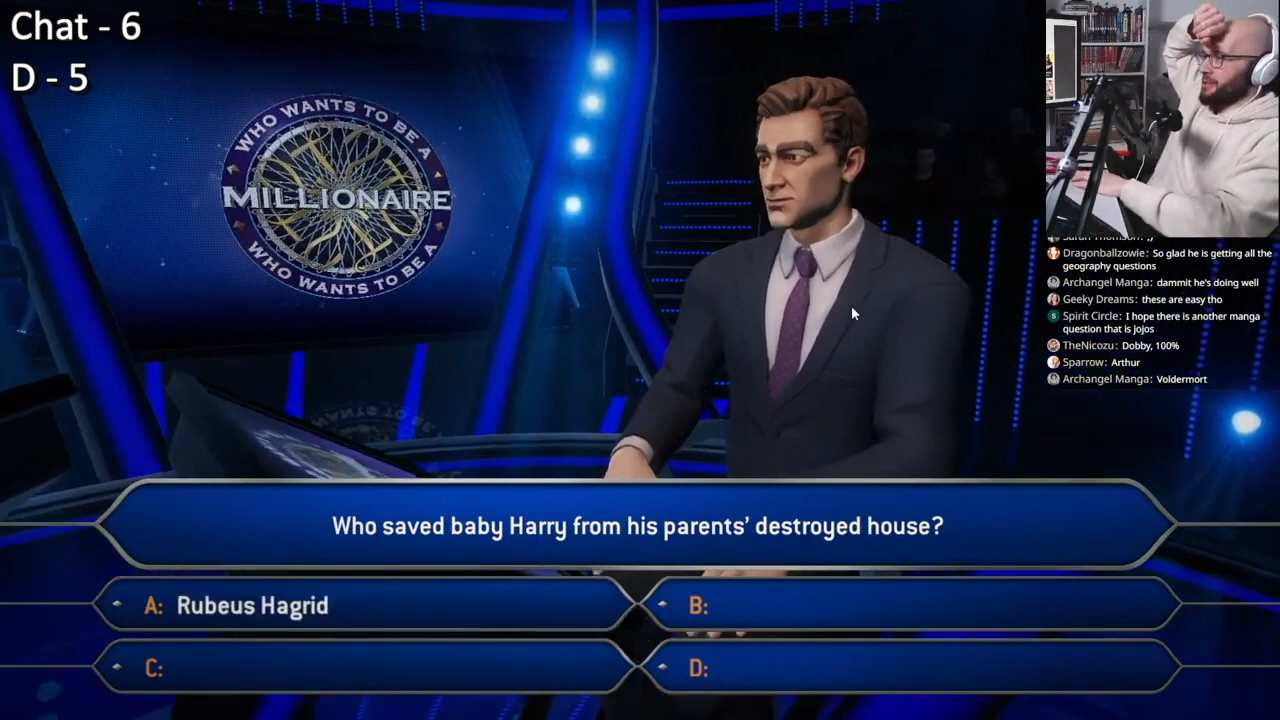 Chat - 6
D - 5
WHO WANTS TO BE A
MILLIONAIRE
WHO WANTS TO BE A
Dragonballzowie: So glad he is getting all the
geography questions
Archangel Manga: dammit he's doing well
Geeky Dreams: these are easy tho
S Spirit Circle: I hope there is another manga
question that is jojos
TheNicozu: Dobby, 100%
Sparrow: Arthur
Archangel Manga: Voldermort
Who saved baby Harry from his parents' destroyed house?
A: Rubeus Hagrid
B:
C:
D: